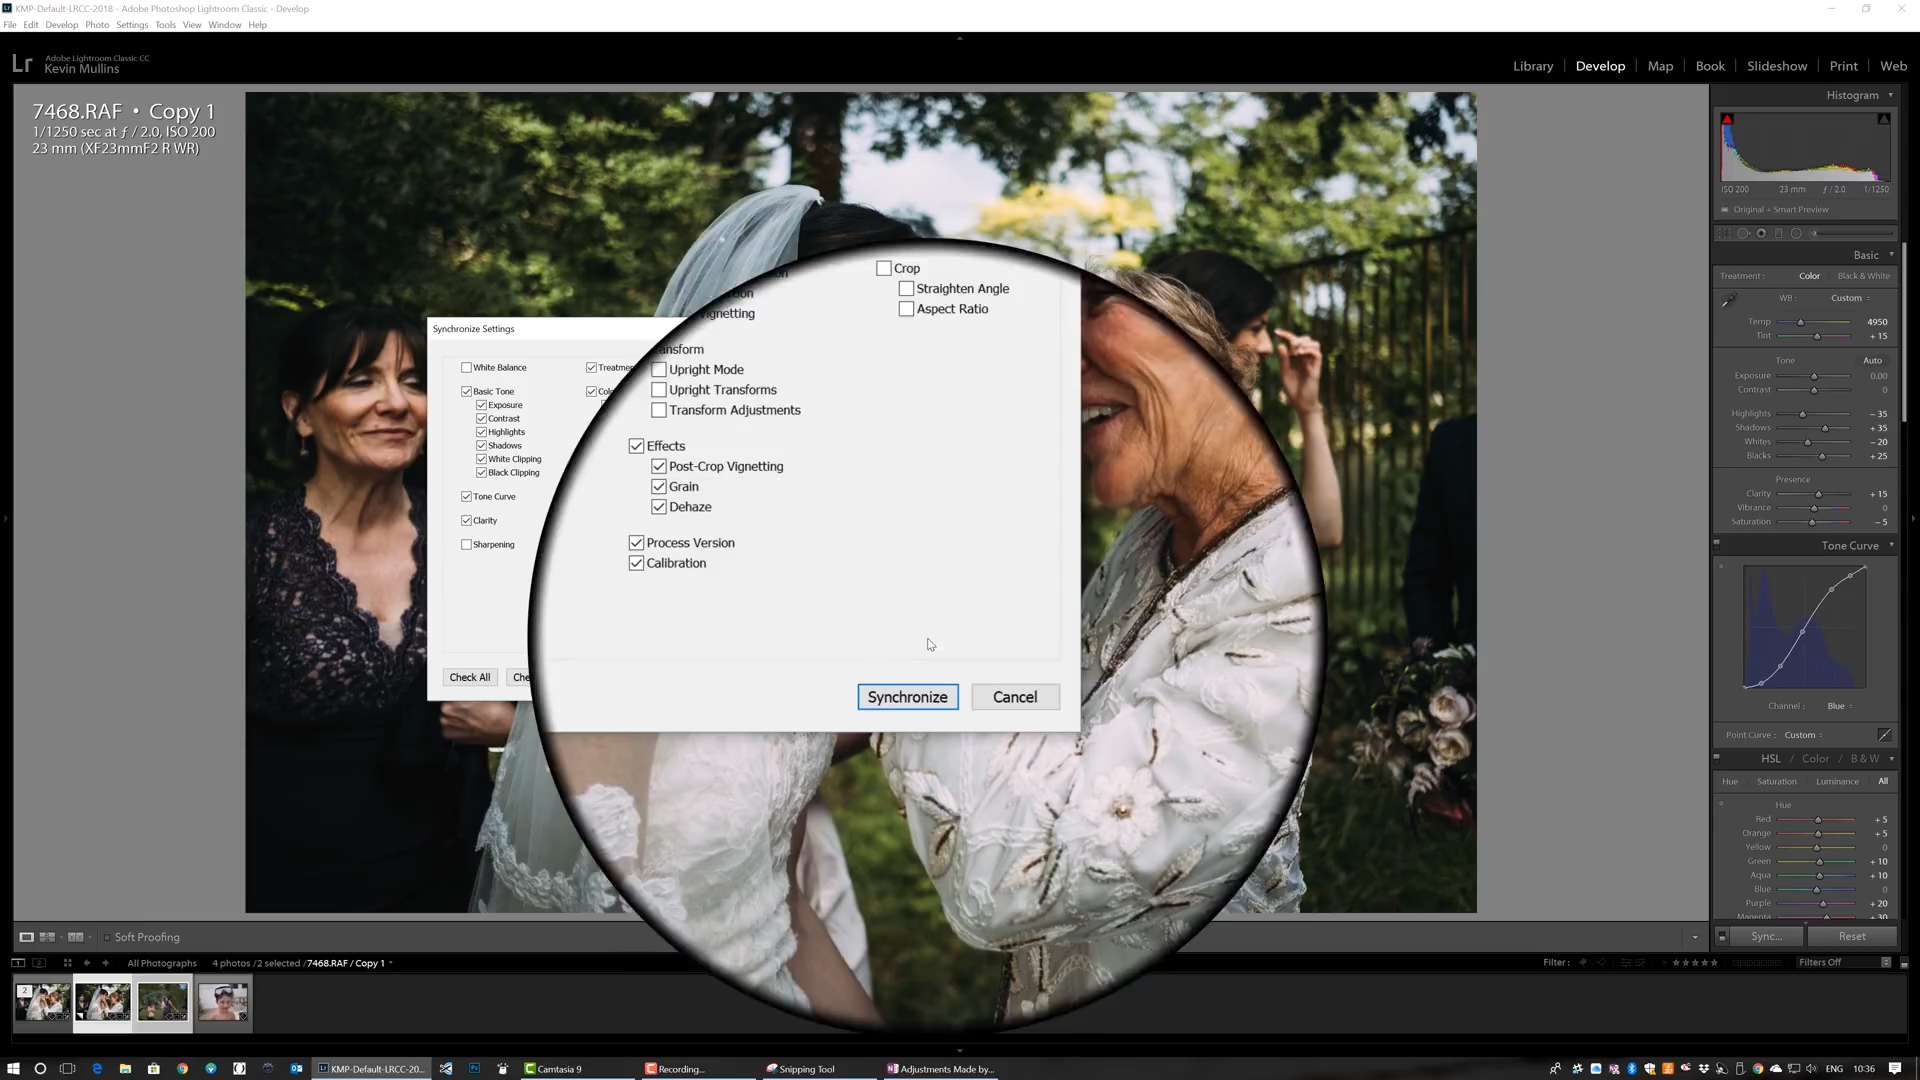 KMP-Default-LRCC-2018 - Adobe Photoshop Lightroom Classic - Develop
File Edit Develop Photo Settings Tools View Window Help
Lr
Adobe Lightroom Classic CC
Kevin Mullins
Library Develop Map Book Slideshow Print Web
7468.RAF • Copy 1
1/1250 sec at ƒ / 2.0, ISO 200
23 mm (XF23mmF2 R WR)
Histogram
ISO 200 23 mm ƒ / 2.0 1/1250
Original + Smart Preview
Basic
Treatment : Color Black & White
WB : Custom
Temp 4950
Tint + 15
Tone Auto
Exposure 0.00
Contrast 0
Highlights − 35
Shadows + 35
Whites − 20
Blacks + 25
Presence
Clarity + 15
Vibrance 0
Saturation − 5
Tone Curve
Channel : Blue
Point Curve : Custom
HSL / Color / B & W
Hue Saturation Luminance All
Hue
Red + 5
Orange + 5
Yellow 0
Green + 10
Aqua + 10
Blue 0
Purple + 20
Magenta + 30
Sync... Reset
Synchronize Settings
White Balance
Basic Tone
Exposure
Contrast
Highlights
Shadows
White Clipping
Black Clipping
Tone Curve
Clarity
Sharpening
Treatme
Colo
Check All Che
Vignetting
ansform
Upright Mode
Upright Transforms
Transform Adjustments
Effects
Post-Crop Vignetting
Grain
Dehaze
Process Version
Calibration
Crop
Straighten Angle
Aspect Ratio
Synchronize Cancel
Soft Proofing
1 2 All Photographs 4 photos /2 selected /7468.RAF / Copy 1
Filter : Filters Off
2
KMP-Default-LRCC-20...
Camtasia 9
Recording...
Snipping Tool
Adjustments Made by...
ENG 10:36